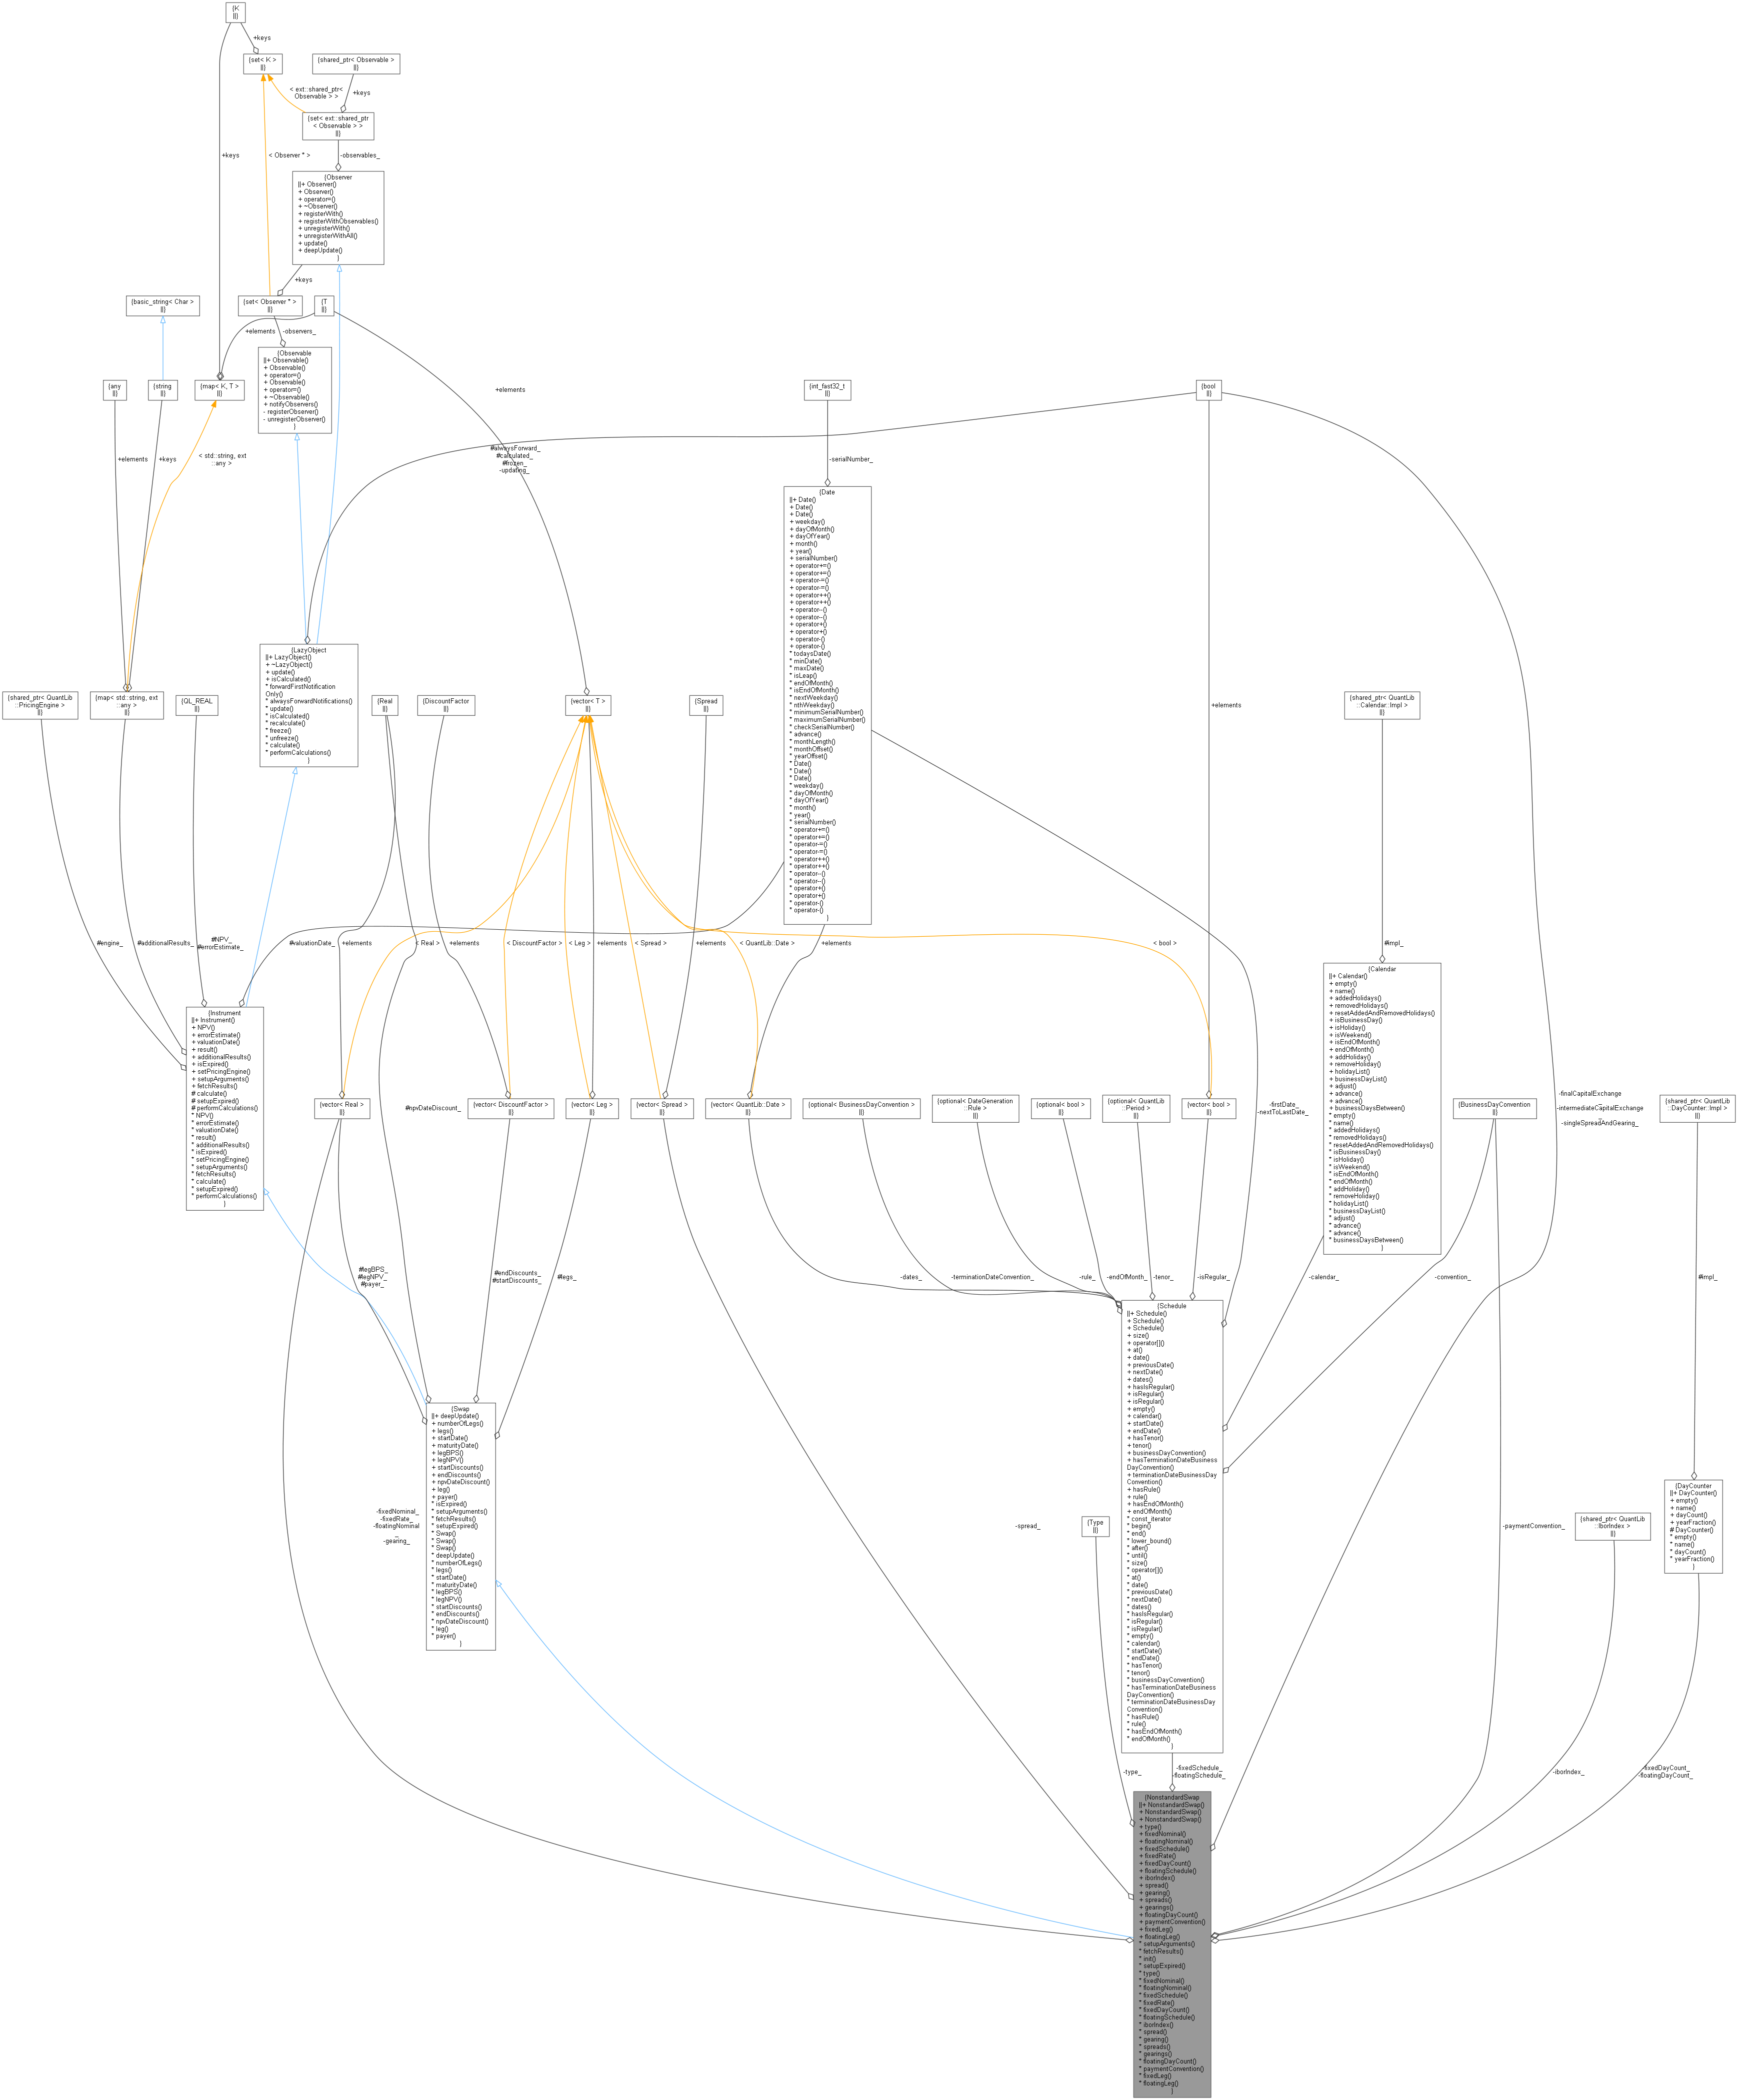 {K
||}
+keys
{set< K >
||}
{shared_ptr< Observable >
||}
< ext::shared_ptr<
Observable > >
+keys
{set< ext::shared_ptr
< Observable > >
||}
+keys
< Observer * >
-observables_
{Observer
||+ Observer()
+ Observer()
+ operator=()
+ ~Observer()
+ registerWith()
+ registerWithObservables()
+ unregisterWith()
+ unregisterWithAll()
+ update()
+ deepUpdate()
}
+keys
{basic_string< Char >
||}
{set< Observer * >
||}
{T
||}
+elements
-observers_
{Observable
||+ Observable()
+ Observable()
+ operator=()
+ Observable()
+ operator=()
+ ~Observable()
+ notifyObservers()
- registerObserver()
- unregisterObserver()
}
{any
||}
{string
||}
{map< K, T >
||}
+elements
{int_fast32_t
||}
{bool
||}
+elements
+keys
< std::string, ext
::any >
#alwaysForward_
#calculated_
#frozen_
-updating_
-serialNumber_
{Date
||+ Date()
+ Date()
+ Date()
+ weekday()
+ dayOfMonth()
+ dayOfYear()
+ month()
+ year()
+ serialNumber()
+ operator+=()
+ operator+=()
+ operator-=()
+ operator-=()
+ operator++()
+ operator++()
+ operator--()
+ operator--()
+ operator+()
+ operator+()
+ operator-()
+ operator-()
* todaysDate()
* minDate()
* maxDate()
* isLeap()
* endOfMonth()
* isEndOfMonth()
* nextWeekday()
* nthWeekday()
* minimumSerialNumber()
* maximumSerialNumber()
* checkSerialNumber()
* advance()
* monthLength()
* monthOffset()
* yearOffset()
* Date()
* Date()
* Date()
* weekday()
* dayOfMonth()
* dayOfYear()
* month()
* year()
* serialNumber()
* operator+=()
* operator+=()
* operator-=()
* operator-=()
* operator++()
* operator++()
* operator--()
* operator--()
* operator+()
* operator+()
* operator-()
* operator-()
}
{LazyObject
||+ LazyObject()
+ ~LazyObject()
+ update()
+ isCalculated()
* forwardFirstNotification
Only()
* alwaysForwardNotifications()
* update()
* isCalculated()
* recalculate()
* freeze()
* unfreeze()
* calculate()
* performCalculations()
}
{shared_ptr< QuantLib
::PricingEngine >
||}
{map< std::string, ext
::any >
||}
{QL_REAL
||}
{Real
||}
{DiscountFactor
||}
{vector< T >
||}
{Spread
||}
+elements
{shared_ptr< QuantLib
::Calendar::Impl >
||}
#engine_
#additionalResults_
#NPV_
#errorEstimate_
#valuationDate_
+elements
< Real >
+elements
< DiscountFactor >
< Leg >
+elements
< Spread >
+elements
< QuantLib::Date >
+elements
< bool >
#impl_
{Instrument
||+ Instrument()
+ NPV()
+ errorEstimate()
+ valuationDate()
+ result()
+ additionalResults()
+ isExpired()
+ setPricingEngine()
+ setupArguments()
+ fetchResults()
# calculate()
# setupExpired()
# performCalculations()
* NPV()
* errorEstimate()
* valuationDate()
* result()
* additionalResults()
* isExpired()
* setPricingEngine()
* setupArguments()
* fetchResults()
* calculate()
* setupExpired()
* performCalculations()
}
{Calendar
||+ Calendar()
+ empty()
+ name()
+ addedHolidays()
+ removedHolidays()
+ resetAddedAndRemovedHolidays()
+ isBusinessDay()
+ isHoliday()
+ isWeekend()
+ isEndOfMonth()
+ endOfMonth()
+ addHoliday()
+ removeHoliday()
+ holidayList()
+ businessDayList()
+ adjust()
+ advance()
+ advance()
+ businessDaysBetween()
* empty()
* name()
* addedHolidays()
* removedHolidays()
* resetAddedAndRemovedHolidays()
* isBusinessDay()
* isHoliday()
* isWeekend()
* isEndOfMonth()
* endOfMonth()
* addHoliday()
* removeHoliday()
* holidayList()
* businessDayList()
* adjust()
* advance()
* advance()
* businessDaysBetween()
}
{vector< Real >
||}
#npvDateDiscount_
{vector< DiscountFactor >
||}
{vector< Leg >
||}
{vector< Spread >
||}
{vector< QuantLib::Date >
||}
{optional< BusinessDayConvention >
||}
{optional< DateGeneration
::Rule >
||}
{optional< bool >
||}
{optional< QuantLib
::Period >
||}
{vector< bool >
||}
-firstDate_
-nextToLastDate_
{BusinessDayConvention
||}
-finalCapitalExchange
_
-intermediateCapitalExchange
_
-singleSpreadAndGearing_
{shared_ptr< QuantLib
::DayCounter::Impl >
||}
#legBPS_
#legNPV_
#payer_
#endDiscounts_
#startDiscounts_
#legs_
-dates_
-terminationDateConvention_
-rule_
-endOfMonth_
-tenor_
-isRegular_
-calendar_
-convention_
#impl_
{Schedule
||+ Schedule()
+ Schedule()
+ Schedule()
+ size()
+ operator[]()
+ at()
+ date()
+ previousDate()
+ nextDate()
+ dates()
+ hasIsRegular()
+ isRegular()
+ isRegular()
+ empty()
+ calendar()
+ startDate()
+ endDate()
+ hasTenor()
+ tenor()
+ businessDayConvention()
+ hasTerminationDateBusiness
DayConvention()
+ terminationDateBusinessDay
Convention()
+ hasRule()
+ rule()
+ hasEndOfMonth()
+ endOfMonth()
* const_iterator
* begin()
* end()
* lower_bound()
* after()
* until()
* size()
* operator[]()
* at()
* date()
* previousDate()
* nextDate()
* dates()
* hasIsRegular()
* isRegular()
* isRegular()
* empty()
* calendar()
* startDate()
* endDate()
* hasTenor()
* tenor()
* businessDayConvention()
* hasTerminationDateBusiness
DayConvention()
* terminationDateBusinessDay
Convention()
* hasRule()
* rule()
* hasEndOfMonth()
* endOfMonth()
}
{Swap
||+ deepUpdate()
+ numberOfLegs()
+ legs()
+ startDate()
+ maturityDate()
+ legBPS()
+ legNPV()
+ startDiscounts()
+ endDiscounts()
+ npvDateDiscount()
+ leg()
+ payer()
* isExpired()
* setupArguments()
* fetchResults()
* setupExpired()
* Swap()
* Swap()
* Swap()
* deepUpdate()
* numberOfLegs()
* legs()
* startDate()
* maturityDate()
* legBPS()
* legNPV()
* startDiscounts()
* endDiscounts()
* npvDateDiscount()
* leg()
* payer()
}
{DayCounter
||+ DayCounter()
+ empty()
+ name()
+ dayCount()
+ yearFraction()
# DayCounter()
* empty()
* name()
* dayCount()
* yearFraction()
}
-fixedNominal_
-fixedRate_
-floatingNominal
_
-gearing_
-spread_
{Type
||}
-paymentConvention_
{shared_ptr< QuantLib
::IborIndex >
||}
-type_
-fixedSchedule_
-floatingSchedule_
-iborIndex_
-fixedDayCount_
-floatingDayCount_
{NonstandardSwap
||+ NonstandardSwap()
+ NonstandardSwap()
+ NonstandardSwap()
+ type()
+ fixedNominal()
+ floatingNominal()
+ fixedSchedule()
+ fixedRate()
+ fixedDayCount()
+ floatingSchedule()
+ iborIndex()
+ spread()
+ gearing()
+ spreads()
+ gearings()
+ floatingDayCount()
+ paymentConvention()
+ fixedLeg()
+ floatingLeg()
* setupArguments()
* fetchResults()
* init()
* setupExpired()
* type()
* fixedNominal()
* floatingNominal()
* fixedSchedule()
* fixedRate()
* fixedDayCount()
* floatingSchedule()
* iborIndex()
* spread()
* gearing()
* spreads()
* gearings()
* floatingDayCount()
* paymentConvention()
* fixedLeg()
* floatingLeg()
}